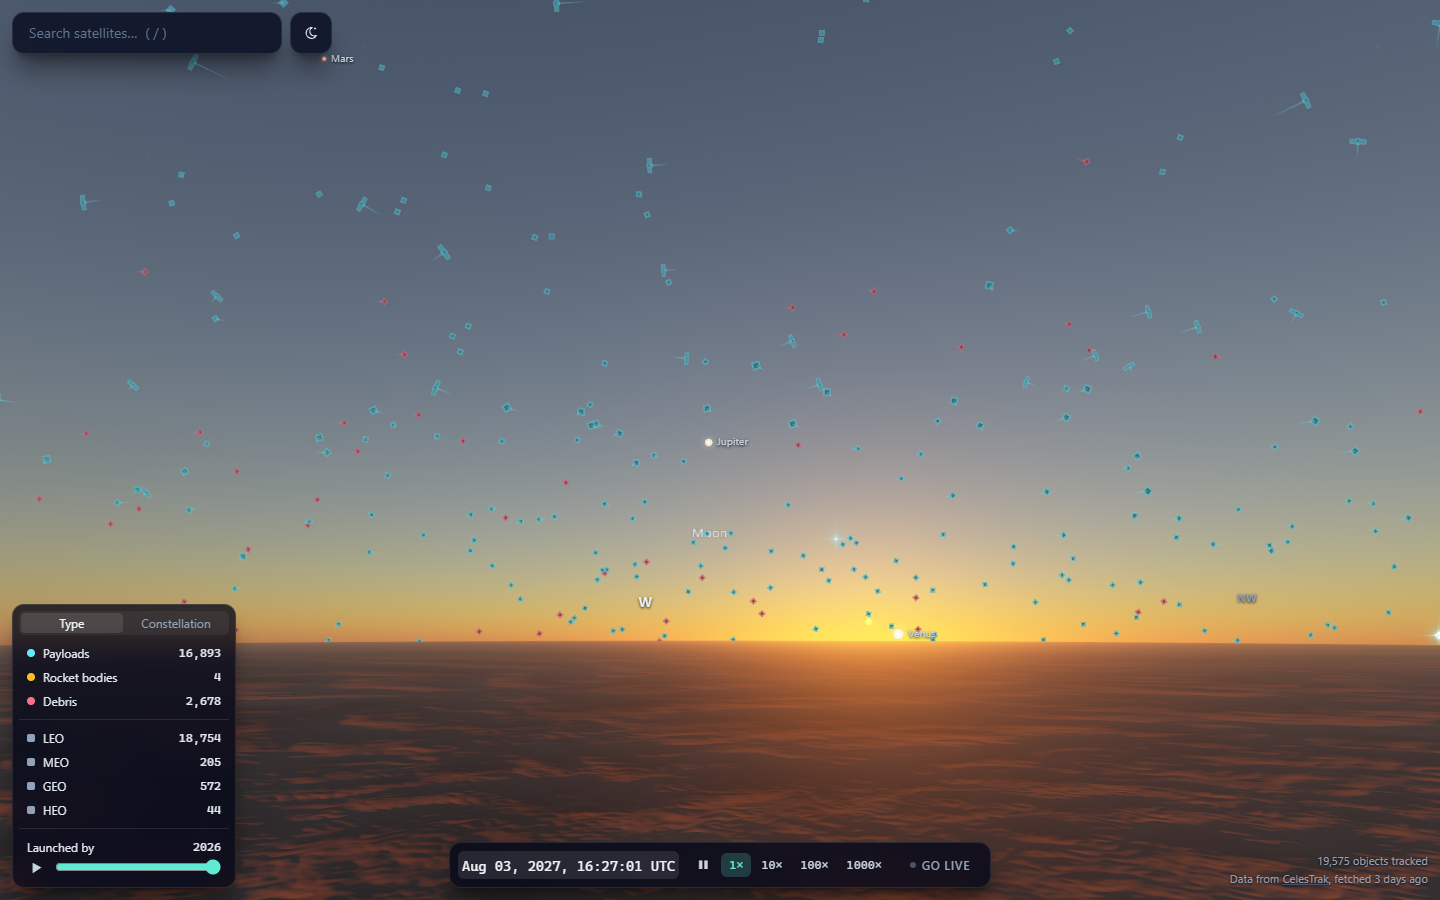 Search satellites... (/)
Mars
Jupiter
Moon
W
NW
Venus
Type Constellation
Payloads 16,893
Rocket bodies 4
Debris 2,678
LEO 18,754
MEO 205
GEO 572
HEO 44
Launched by 2026
Aug 03, 2027, 16:27:01 UTC 1× 10× 100× 1000× GO LIVE
19,575 objects tracked
Data from CelesTrak, fetched 3 days ago